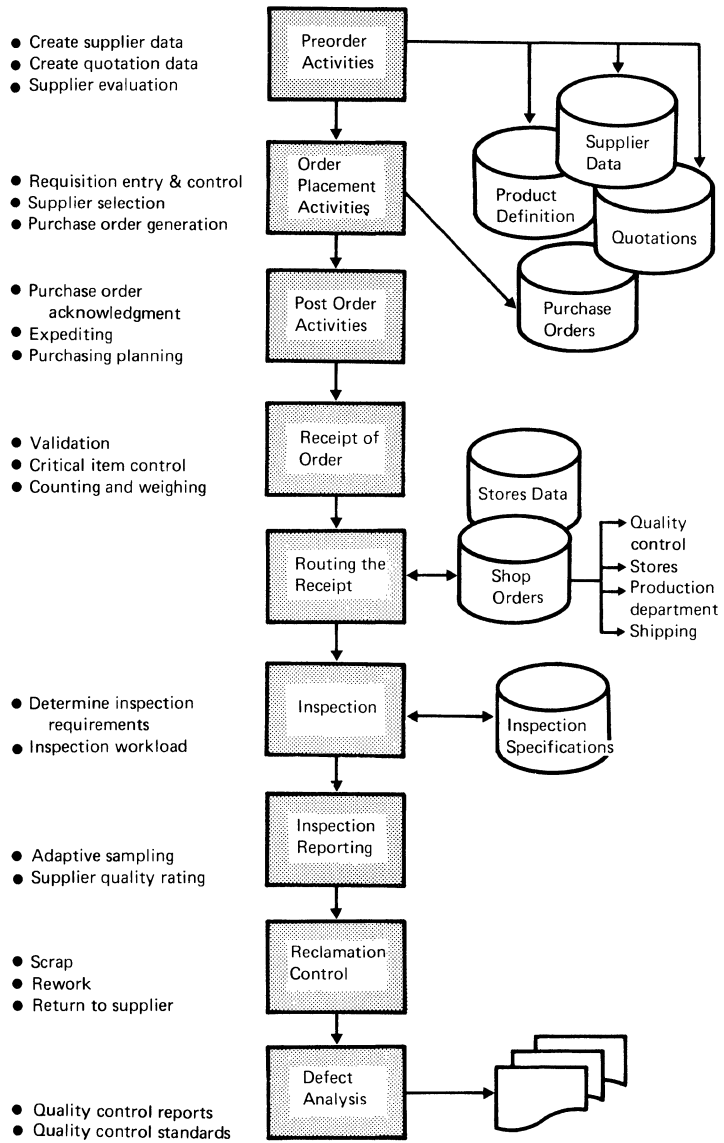 ● Create supplier data
● Create quotation data
● Supplier evaluation
Preorder
Activities
Supplier
Data
Product
Definition
Quotations
● Requisition entry & control
● Supplier selection
● Purchase order generation
Order
Placement
Activities
Purchase
Orders
● Purchase order
acknowledgment
● Expediting
● Purchasing planning
Post Order
Activities
● Validation
● Critical item control
● Counting and weighing
Receipt of
Order
Stores Data
Routing the
Receipt
Shop
Orders
Quality
control
Stores
Production
department
Shipping
● Determine inspection
requirements
● Inspection workload
Inspection
Inspection
Specifications
● Adaptive sampling
● Supplier quality rating
Inspection
Reporting
● Scrap
● Rework
● Return to supplier
Reclamation
Control
● Quality control reports
● Quality control standards
Defect
Analysis